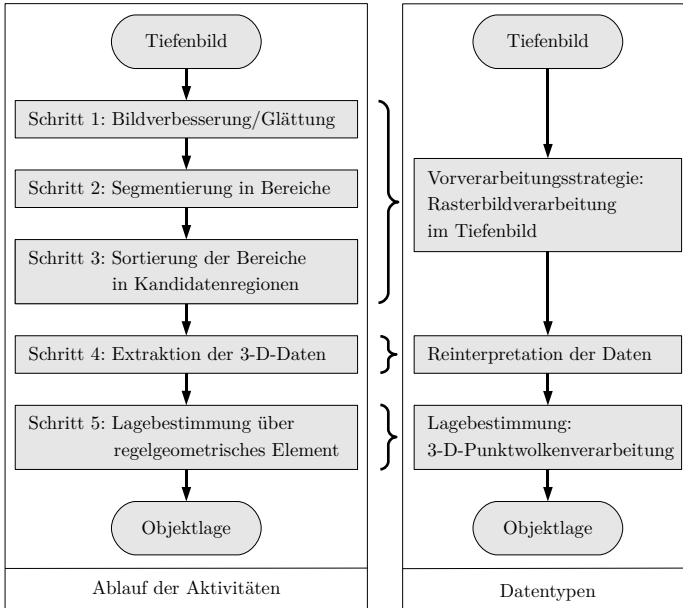 Tiefenbild
Schritt 1: Bildverbesserung/Glättung
Schritt 2: Segmentierung in Bereiche
Schritt 3: Sortierung der Bereiche
in Kandidatenregionen
Schritt 4: Extraktion der 3-D-Daten
Schritt 5: Lagebestimmung über
regelgeometrisches Element
Objektlage
Ablauf der Aktivitäten
Tiefenbild
Vorverarbeitungsstrategie:
Rasterbildverarbeitung
im Tiefenbild
Reinterpretation der Daten
Lagebestimmung:
3-D-Punktwolkenverarbeitung
Objektlage
Datentypen